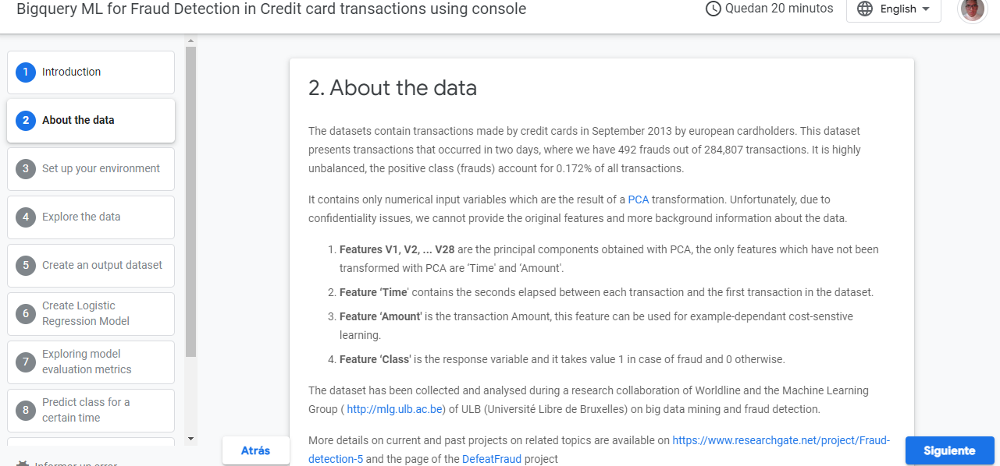 Bigquery ML for Fraud Detection in Credit card transactions using console
Quedan 20 minutos
English
1 Introduction
2 About the data
3 Set up your environment
4 Explore the data
5 Create an output dataset
6 Create Logistic
Regression Model
7 Exploring model
evaluation metrics
8 Predict class for a
certain time
Informar un error
2. About the data
The datasets contain transactions made by credit cards in September 2013 by european cardholders. This dataset
presents transactions that occurred in two days, where we have 492 frauds out of 284,807 transactions. It is highly
unbalanced, the positive class (frauds) account for 0.172% of all transactions.
It contains only numerical input variables which are the result of a PCA transformation. Unfortunately, due to
confidentiality issues, we cannot provide the original features and more background information about the data.
1. Features V1, V2, ... V28 are the principal components obtained with PCA, the only features which have not been
transformed with PCA are ‘Time' and ‘Amount'.
2. Feature ‘Time' contains the seconds elapsed between each transaction and the first transaction in the dataset.
3. Feature ‘Amount' is the transaction Amount, this feature can be used for example-dependant cost-senstive
learning.
4. Feature ‘Class' is the response variable and it takes value 1 in case of fraud and 0 otherwise.
The dataset has been collected and analysed during a research collaboration of Worldline and the Machine Learning
Group ( http://mlg.ulb.ac.be) of ULB (Université Libre de Bruxelles) on big data mining and fraud detection.
More details on current and past projects on related topics are available on https://www.researchgate.net/project/Fraud-
detection-5 and the page of the DefeatFraud project
Atrás
Siguiente